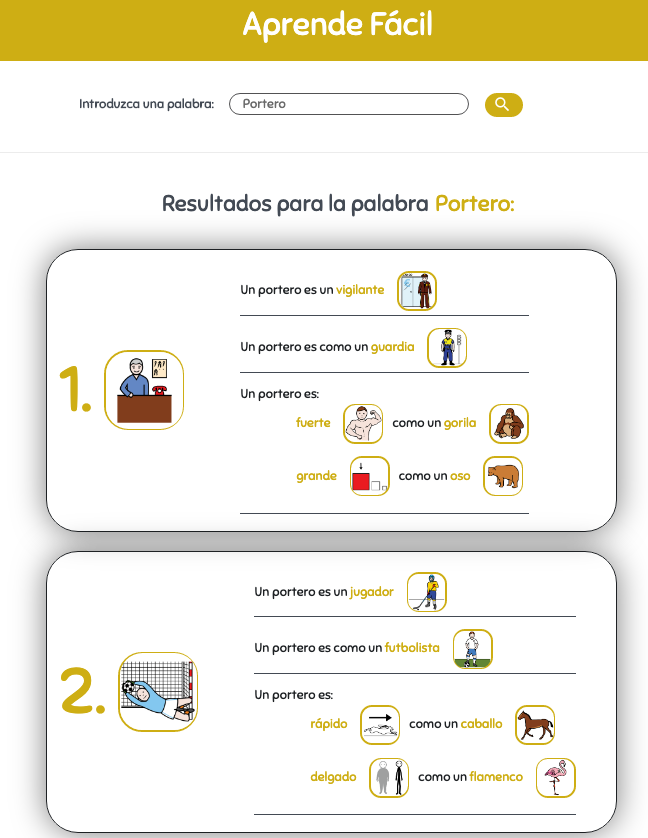 Aprende Fácil
Introduzca una palabra: Portero
Resultados para la palabra Portero:
1.
Un portero es un vigilante
Un portero es como un guardia
Un portero es:
fuerte como un gorila
grande como un oso
2.
Un portero es un jugador
Un portero es como un futbolista
Un portero es:
rápido como un caballo
delgado como un flamenco